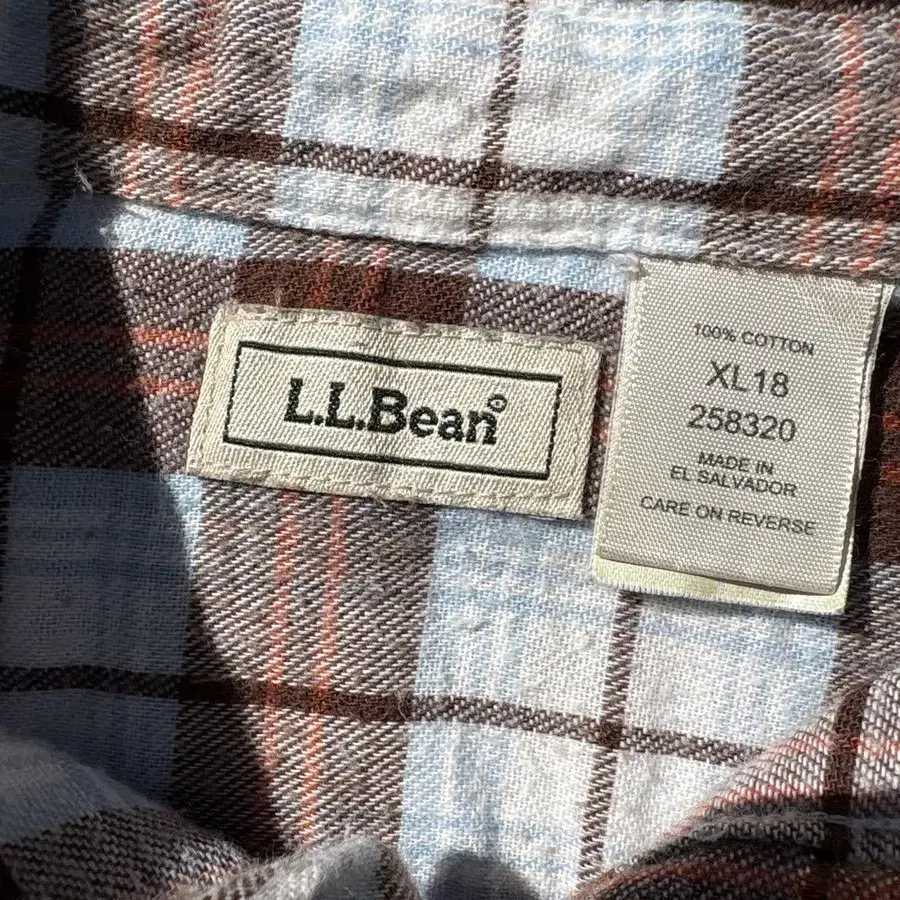 L.L.Bean®
100% COTTON
XL18
258320
MADE IN
EL SALVADOR
CARE ON REVERSE